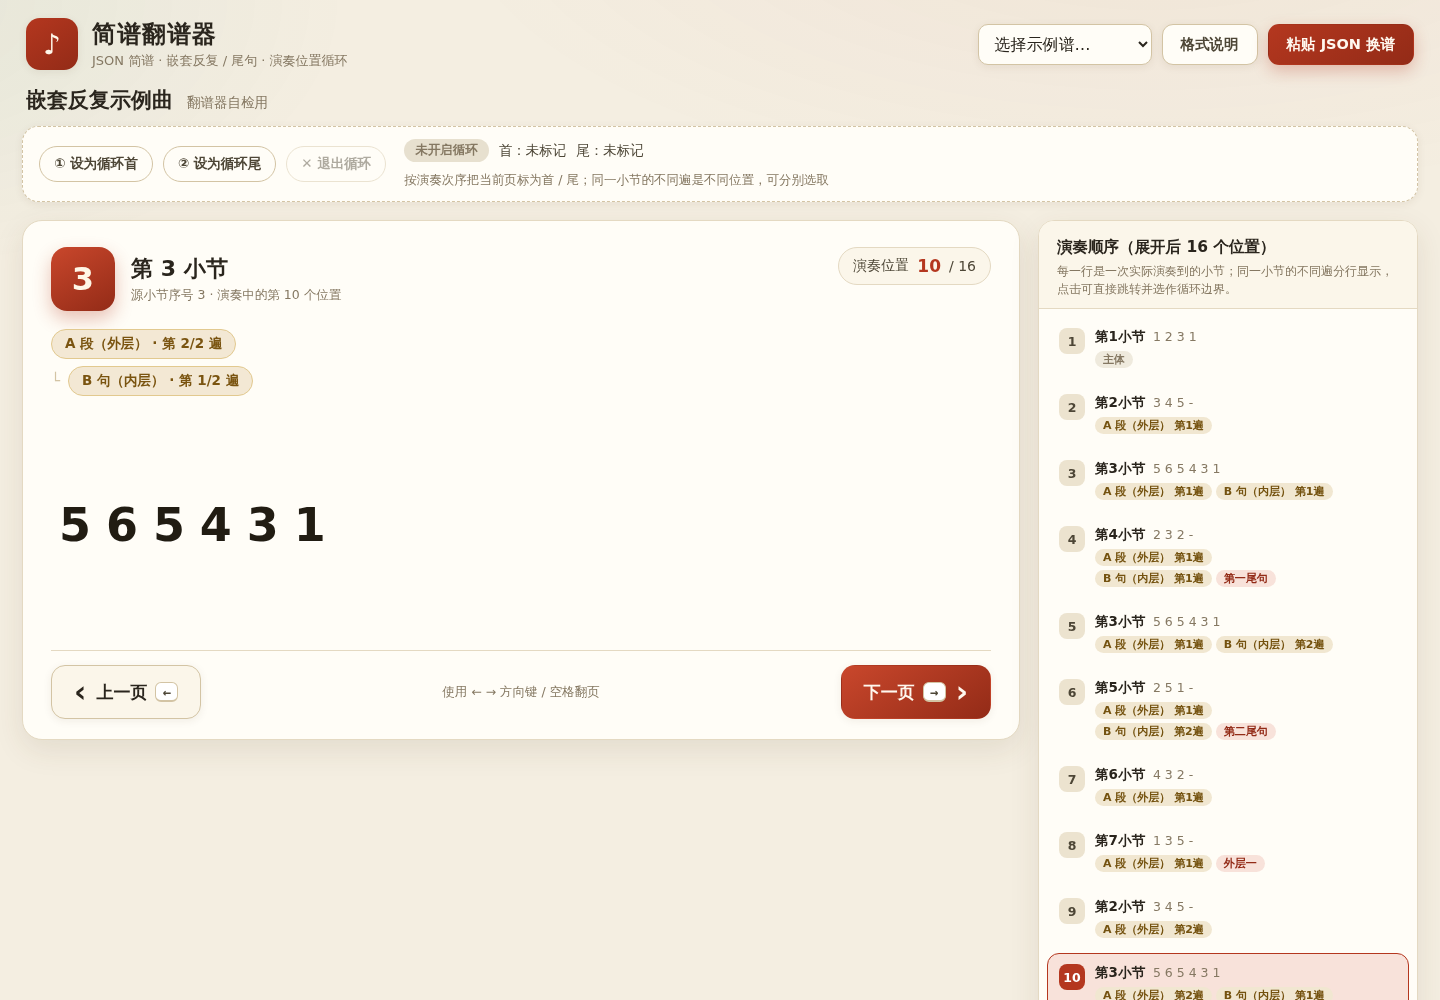 ♪
简谱翻谱器
JSON 简谱 · 嵌套反复 / 尾句 · 演奏位置循环
选择示例谱…
格式说明
粘贴 JSON 换谱
嵌套反复示例曲 翻谱器自检用
① 设为循环首
② 设为循环尾
✕ 退出循环
未开启循环 首：未标记 尾：未标记
按演奏次序把当前页标为首 / 尾；同一小节的不同遍是不同位置，可分别选取
3
第 3 小节
源小节序号 3 · 演奏中的第 10 个位置
演奏位置 10 / 16
A 段（外层） · 第 2/2 遍
└ B 句（内层） · 第 1/2 遍
5 6 5 4 3 1
‹ 上一页 ←
使用 ← → 方向键 / 空格翻页
下一页 → ›
演奏顺序（展开后 16 个位置）
每一行是一次实际演奏到的小节；同一小节的不同遍分行显示，
点击可直接跳转并选作循环边界。
1 第1小节 1 2 3 1
主体
2 第2小节 3 4 5 -
A 段（外层） 第1遍
3 第3小节 5 6 5 4 3 1
A 段（外层） 第1遍 B 句（内层） 第1遍
4 第4小节 2 3 2 -
A 段（外层） 第1遍
B 句（内层） 第1遍 第一尾句
5 第3小节 5 6 5 4 3 1
A 段（外层） 第1遍 B 句（内层） 第2遍
6 第5小节 2 5 1 -
A 段（外层） 第1遍
B 句（内层） 第2遍 第二尾句
7 第6小节 4 3 2 -
A 段（外层） 第1遍
8 第7小节 1 3 5 -
A 段（外层） 第1遍 外层一
9 第2小节 3 4 5 -
A 段（外层） 第2遍
10 第3小节 5 6 5 4 3 1
A 段（外层） 第2遍 B 句（内层） 第1遍